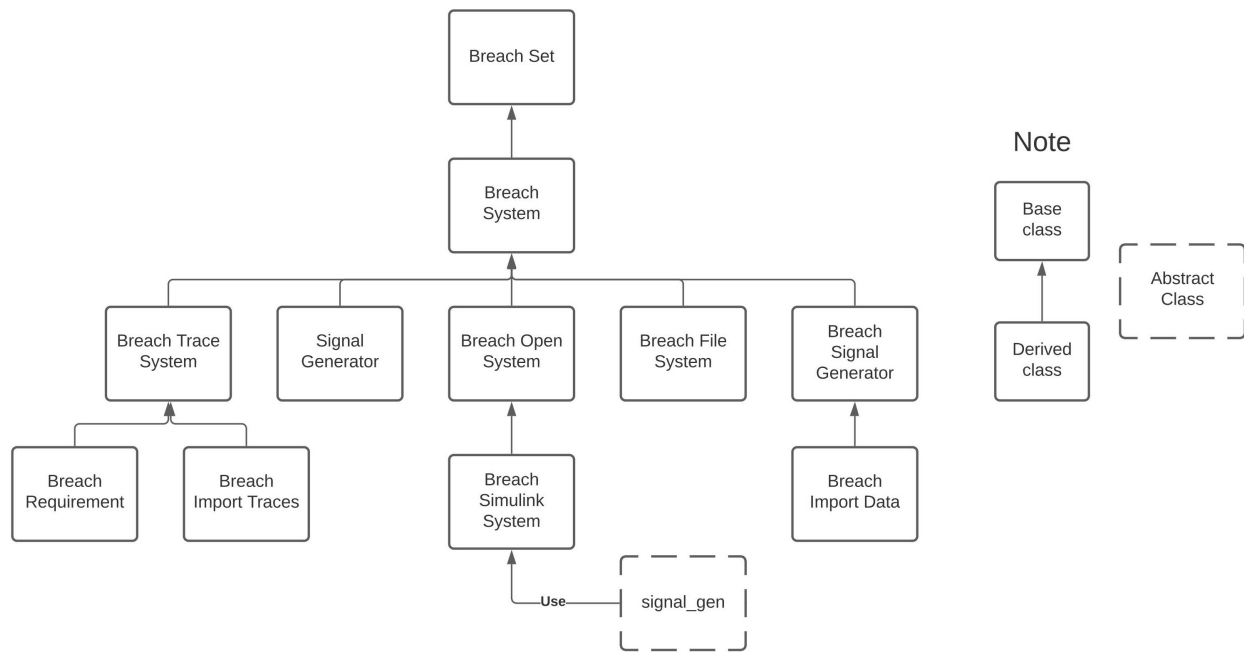 Breach Set
Note
Breach
System
Base
class
Abstract
Class
Breach Trace
System
Signal
Generator
Breach Open
System
Breach File
System
Breach
Signal
Generator
Derived
class
Breach
Requirement
Breach
Import Traces
Breach
Simulink
System
Breach
Import Data
Use
signal_gen